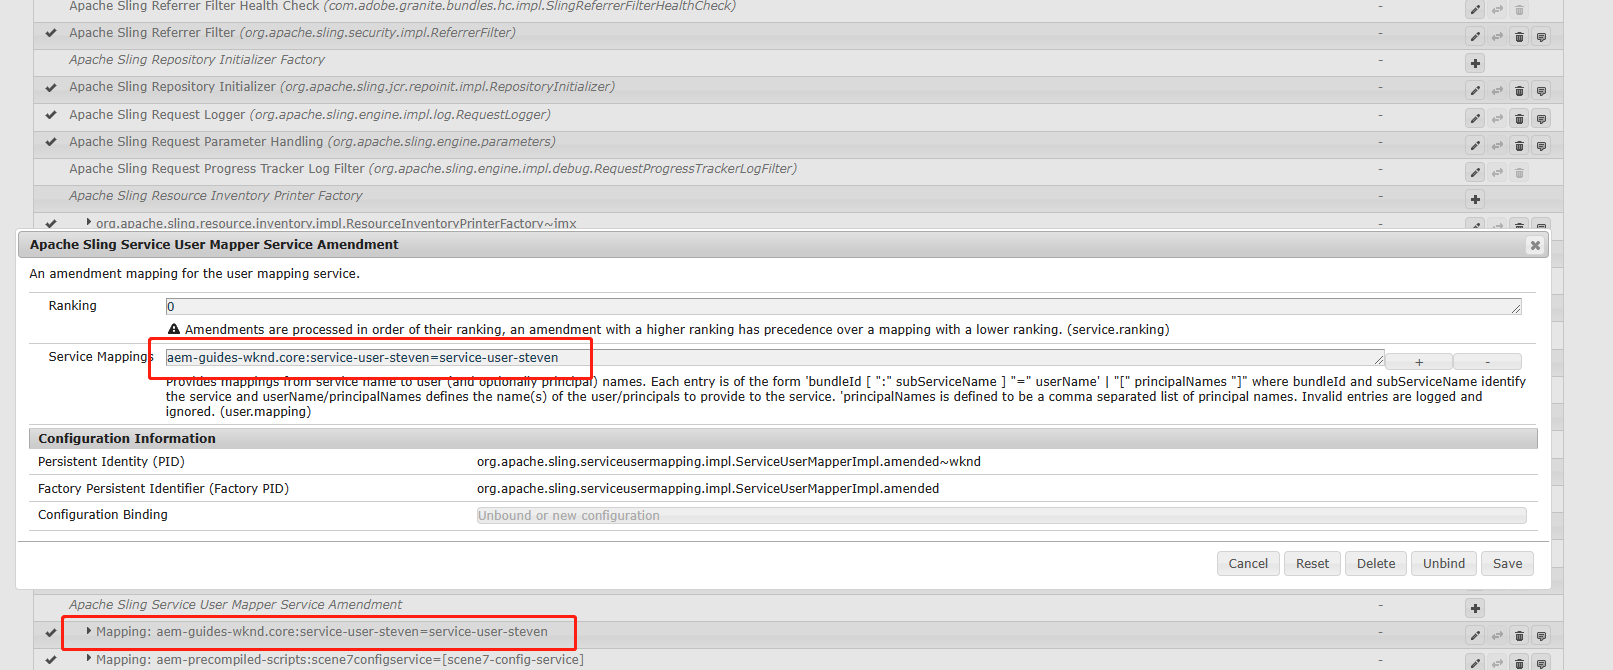 Apache Sling Referrer Filter Health Check (com.adobe.granite.bundles.hc.impl.SlingReferrerFilterHealthCheck) -
Apache Sling Referrer Filter (org.apache.sling.security.impl.ReferrerFilter) -
Apache Sling Repository Initializer Factory -
Apache Sling Repository Initializer (org.apache.sling.jcr.repoinit.impl.RepositoryInitializer) -
Apache Sling Request Logger (org.apache.sling.engine.impl.log.RequestLogger) -
Apache Sling Request Parameter Handling (org.apache.sling.engine.parameters) -
Apache Sling Request Progress Tracker Log Filter (org.apache.sling.engine.impl.debug.RequestProgressTrackerLogFilter) -
Apache Sling Resource Inventory Printer Factory -
org.apache.sling.resource.inventory.impl.ResourceInventoryPrinterFactory~jmx -
Apache Sling Service User Mapper Service Amendment
An amendment mapping for the user mapping service.
Ranking 0
Amendments are processed in order of their ranking, an amendment with a higher ranking has precedence over a mapping with a lower ranking. (service.ranking)
Service Mappings aem-guides-wknd.core:service-user-steven=service-user-steven + -
Provides mappings from service name to user (and optionally principal) names. Each entry is of the form 'bundleId [ ":" subServiceName ] "=" userName' | "[" principalNames "]" where bundleId and subServiceName identify
the service and userName/principalNames defines the name(s) of the user/principals to provide to the service. 'principalNames is defined to be a comma separated list of principal names. Invalid entries are logged and
ignored. (user.mapping)
Configuration Information
Persistent Identity (PID) org.apache.sling.serviceusermapping.impl.ServiceUserMapperImpl.amended~wknd
Factory Persistent Identifier (Factory PID) org.apache.sling.serviceusermapping.impl.ServiceUserMapperImpl.amended
Configuration Binding Unbound or new configuration
Cancel Reset Delete Unbind Save
Apache Sling Service User Mapper Service Amendment -
Mapping: aem-guides-wknd.core:service-user-steven=service-user-steven -
Mapping: aem-precompiled-scripts:scene7configservice=[scene7-config-service] -